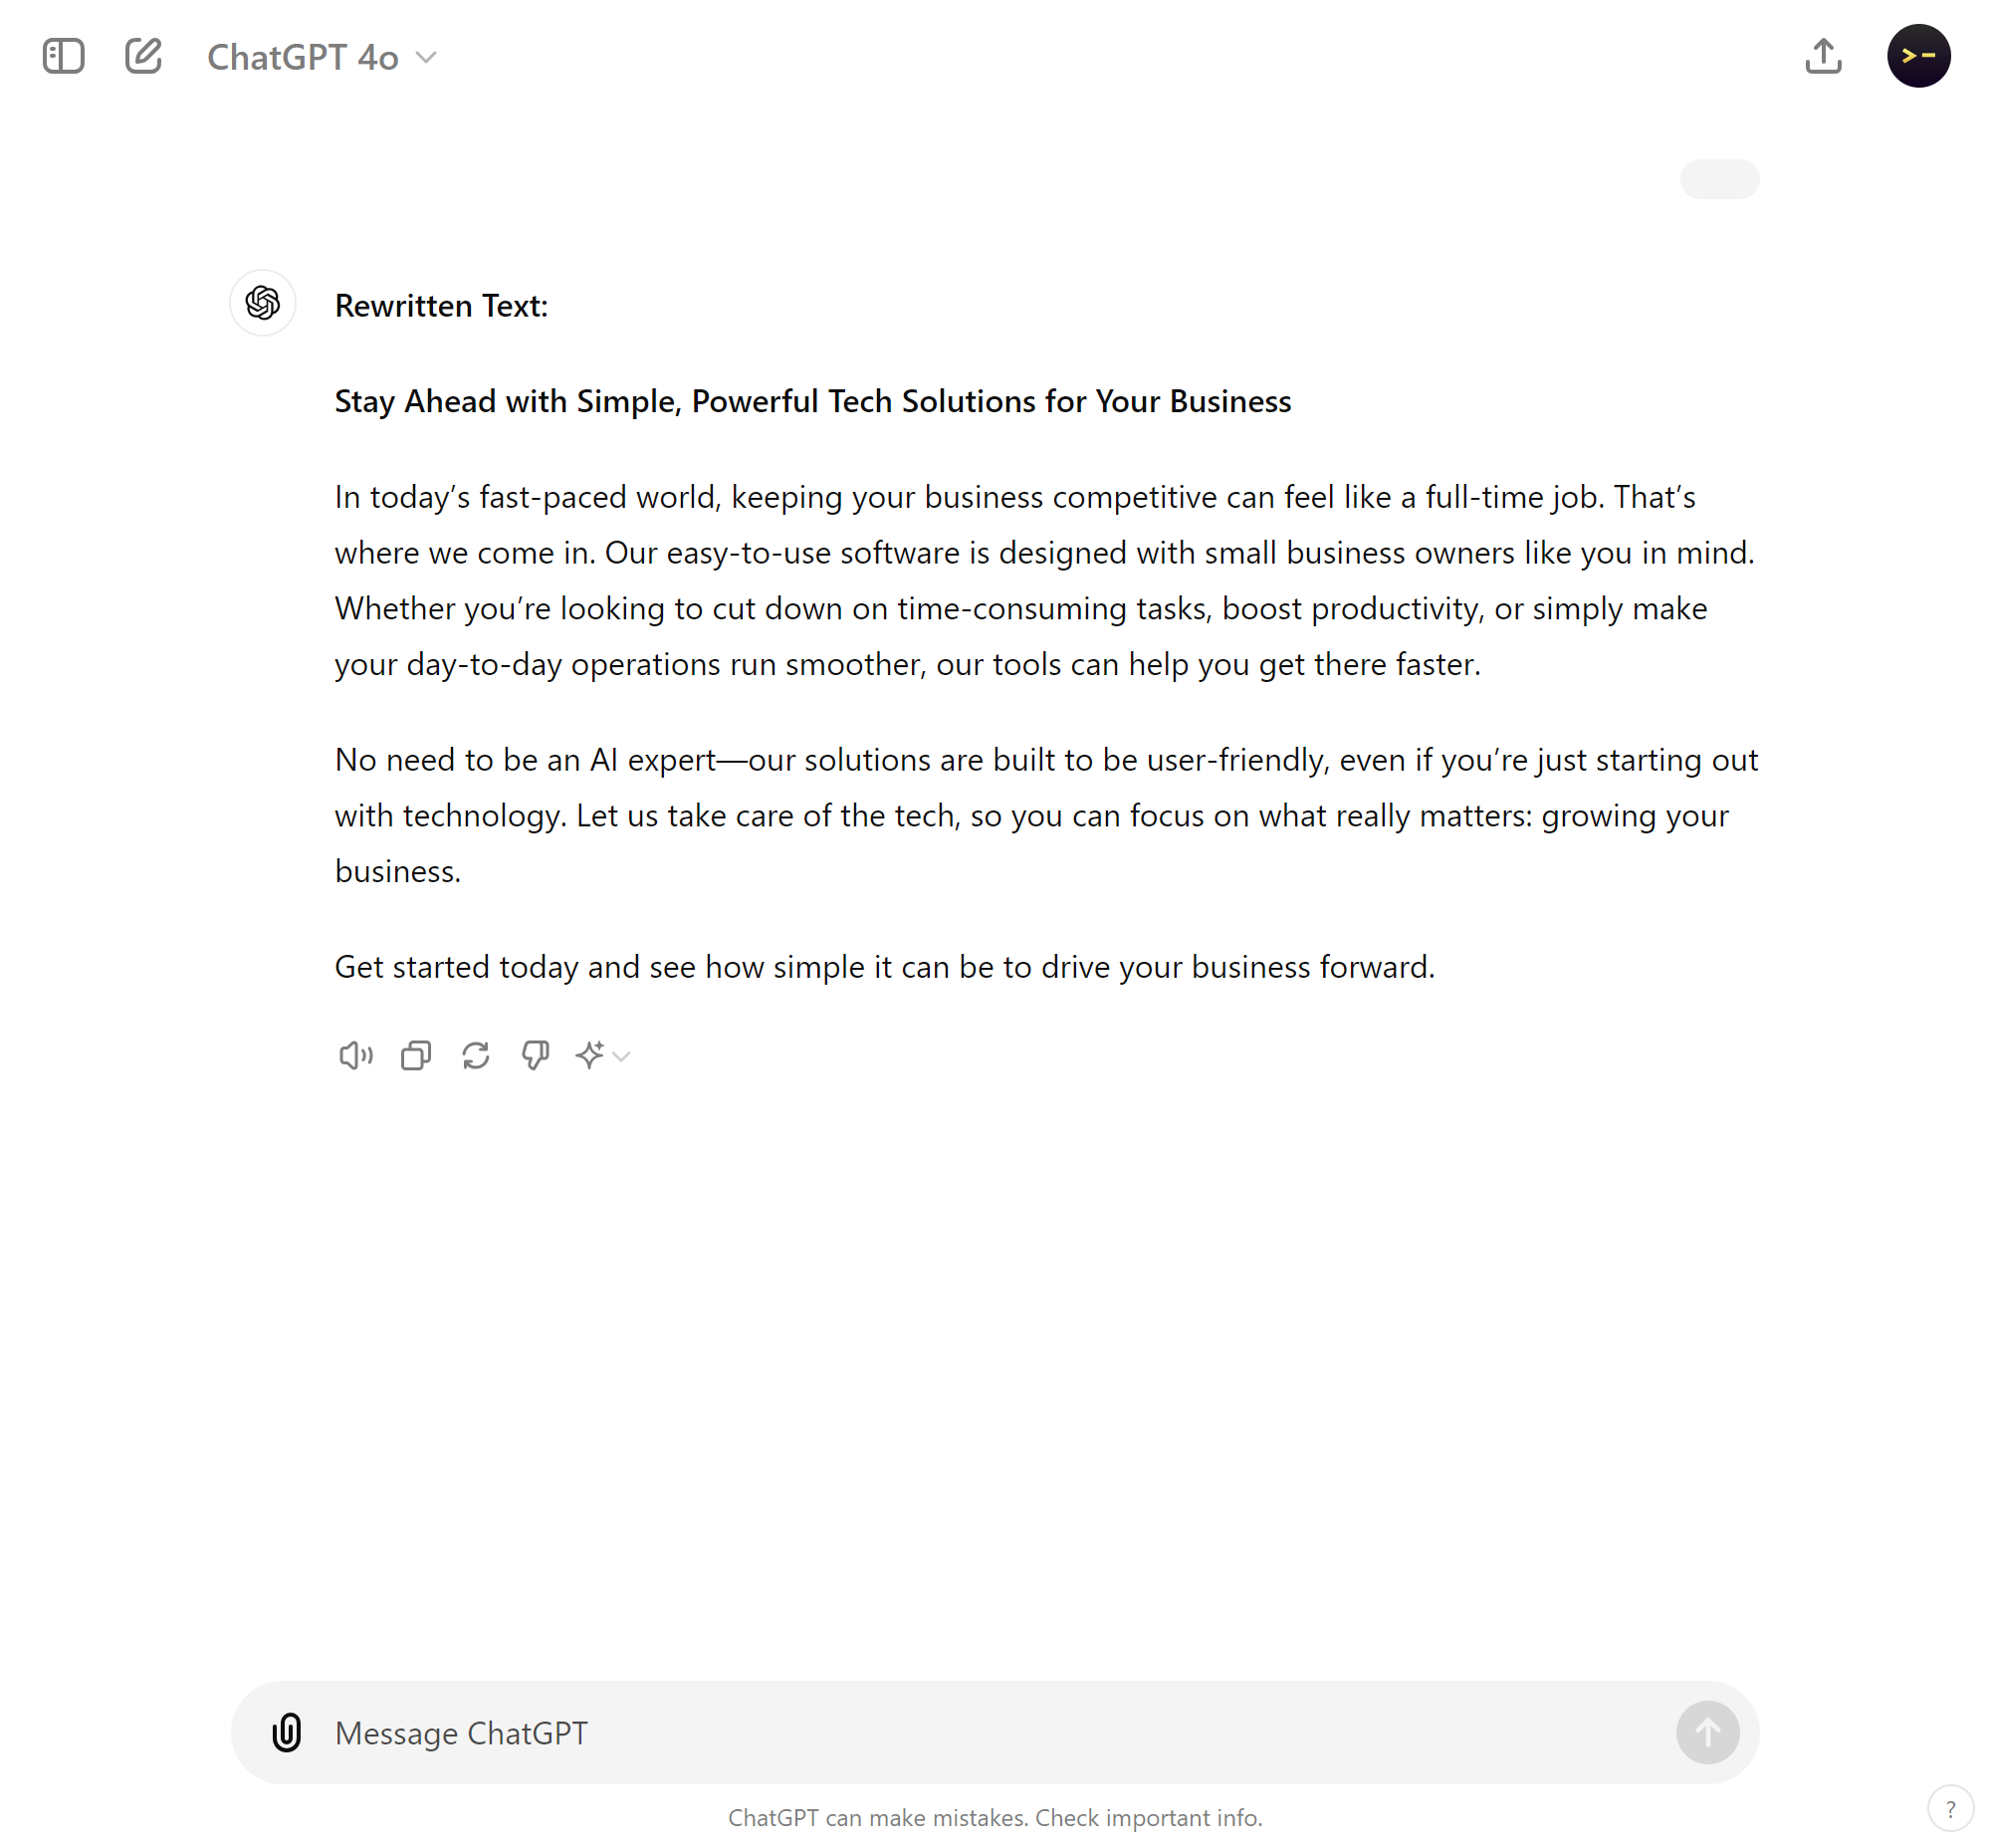 ChatGPT 4o
Rewritten Text:
Stay Ahead with Simple, Powerful Tech Solutions for Your Business
In today’s fast-paced world, keeping your business competitive can feel like a full-time job. That’s
where we come in. Our easy-to-use software is designed with small business owners like you in mind.
Whether you’re looking to cut down on time-consuming tasks, boost productivity, or simply make
your day-to-day operations run smoother, our tools can help you get there faster.
No need to be an AI expert—our solutions are built to be user-friendly, even if you’re just starting out
with technology. Let us take care of the tech, so you can focus on what really matters: growing your
business.
Get started today and see how simple it can be to drive your business forward.
Message ChatGPT
ChatGPT can make mistakes. Check important info.
?